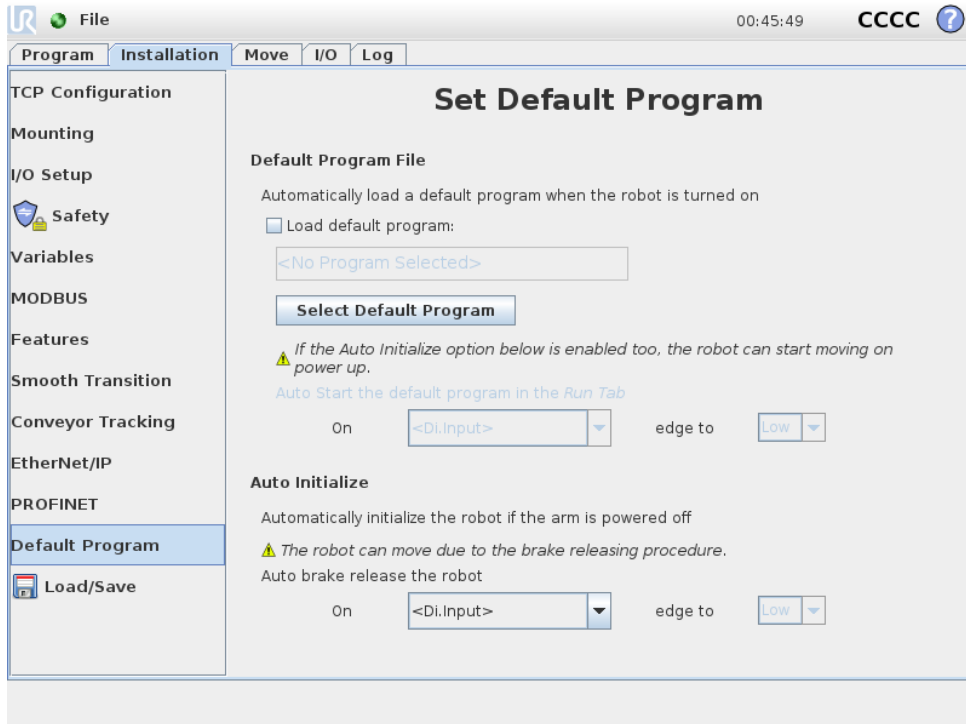 UR File 00:45:49 CCCC ?
Program Installation Move I/O Log
TCP Configuration
Mounting
I/O Setup
Safety
Variables
MODBUS
Features
Smooth Transition
Conveyor Tracking
EtherNet/IP
PROFINET
Default Program
Load/Save
Set Default Program
Default Program File
Automatically load a default program when the robot is turned on
Load default program:
<No Program Selected>
Select Default Program
If the Auto Initialize option below is enabled too, the robot can start moving on
power up.
Auto Start the default program in the Run Tab
On <Di.Input> edge to Low
Auto Initialize
Automatically initialize the robot if the arm is powered off
The robot can move due to the brake releasing procedure.
Auto brake release the robot
On <Di.Input> edge to Low